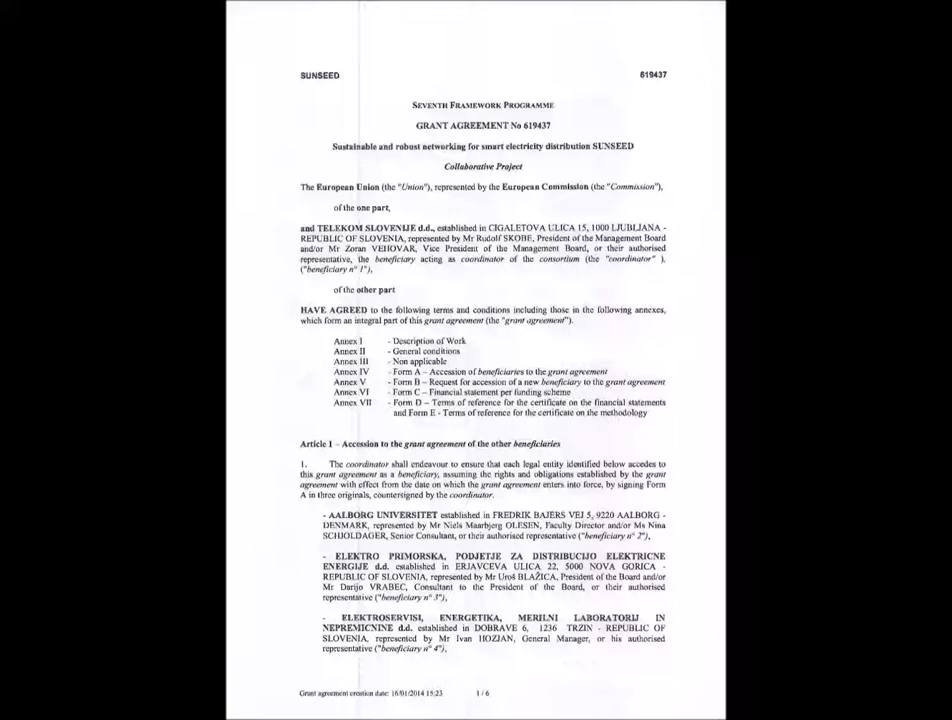 SUNSEED 619437
SEVENTH FRAMEWORK PROGRAMME
GRANT AGREEMENT No 619437
Sustainable and robust networking for smart electricity distribution SUNSEED
Collaborative Project
The European Union (the "Union"), represented by the European Commission (the "Commission"),
of the one part,
and TELEKOM SLOVENIJE d.d., established in CIGALETOVA ULICA 15, 1000 LJUBLJANA -
REPUBLIC OF SLOVENIA, represented by Mr Rudolf SKOBE, President of the Management Board
and/or Mr Zoran VEHOVAR, Vice President of the Management Board, or their authorised
representative, the beneficiary acting as coordinator of the consortium (the "coordinator" ),
("beneficiary n° 1"),
of the other part
HAVE AGREED to the following terms and conditions including those in the following annexes,
which form an integral part of this grant agreement (the "grant agreement").
Annex I - Description of Work
Annex II - General conditions
Annex III - Non applicable
Annex IV - Form A – Accession of beneficiaries to the grant agreement
Annex V - Form B – Request for accession of a new beneficiary to the grant agreement
Annex VI - Form C – Financial statement per funding scheme
Annex VII - Form D – Terms of reference for the certificate on the financial statements
and Form E - Terms of reference for the certificate on the methodology
Article 1 – Accession to the grant agreement of the other beneficiaries
1. The coordinator shall endeavour to ensure that each legal entity identified below accedes to
this grant agreement as a beneficiary, assuming the rights and obligations established by the grant
agreement with effect from the date on which the grant agreement enters into force, by signing Form
A in three originals, countersigned by the coordinator.
- AALBORG UNIVERSITET established in FREDRIK BAJERS VEJ 5, 9220 AALBORG -
DENMARK, represented by Mr Niels Maarbjerg OLESEN, Faculty Director and/or Ms Nina
SCHJOLDAGER, Senior Consultant, or their authorised representative ("beneficiary n° 2"),
- ELEKTRO PRIMORSKA, PODJETJE ZA DISTRIBUCIJO ELEKTRICNE
ENERGIJE d.d. established in ERJAVCEVA ULICA 22, 5000 NOVA GORICA -
REPUBLIC OF SLOVENIA, represented by Mr Uroš BLAŽICA, President of the Board and/or
Mr Darijo VRABEC, Consultant to the President of the Board, or their authorised
representative ("beneficiary n° 3"),
- ELEKTROSERVISI, ENERGETIKA, MERILNI LABORATORIJ IN
NEPREMICNINE d.d. established in DOBRAVE 6, 1236 TRZIN - REPUBLIC OF
SLOVENIA, represented by Mr Ivan HOZJAN, General Manager, or his authorised
representative ("beneficiary n° 4"),
Grant agreement creation date: 16/01/2014 15:23 1 / 6